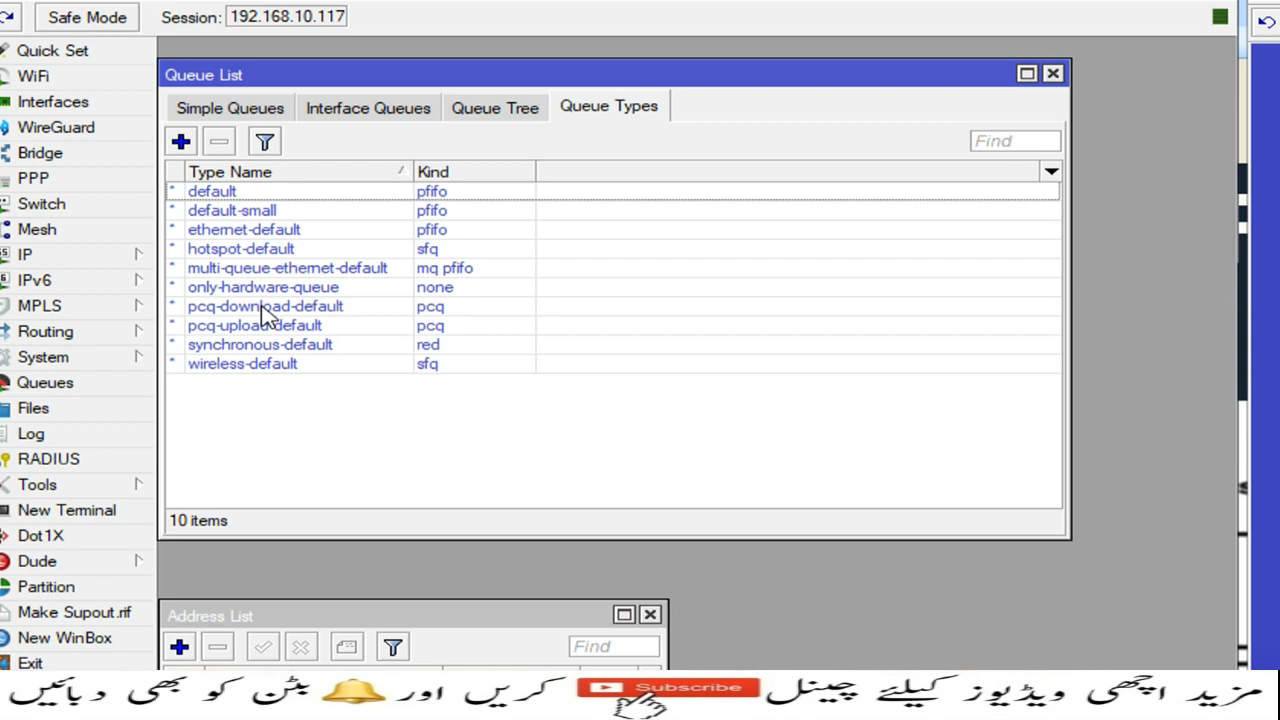 Safe Mode Session: 192.168.10.117
Quick Set
WiFi
Interfaces
WireGuard
Bridge
PPP
Switch
Mesh
IP
IPv6
MPLS
Routing
System
Queues
Files
Log
RADIUS
Tools
New Terminal
Dot1X
Dude
Partition
Make Supout.rif
New WinBox
Exit
Queue List
Simple Queues Interface Queues Queue Tree Queue Types
Find
Type Name Kind
* default pfifo
* default-small pfifo
* ethernet-default pfifo
* hotspot-default sfq
* multi-queue-ethernet-default mq pfifo
* only-hardware-queue none
* pcq-download-default pcq
* pcq-upload-default pcq
* synchronous-default red
* wireless-default sfq
10 items
Address List
Find
مزید اچھی ویڈیوز کیلئے چینل Subscribe کریں اور بٹن کو بھی دبائیں